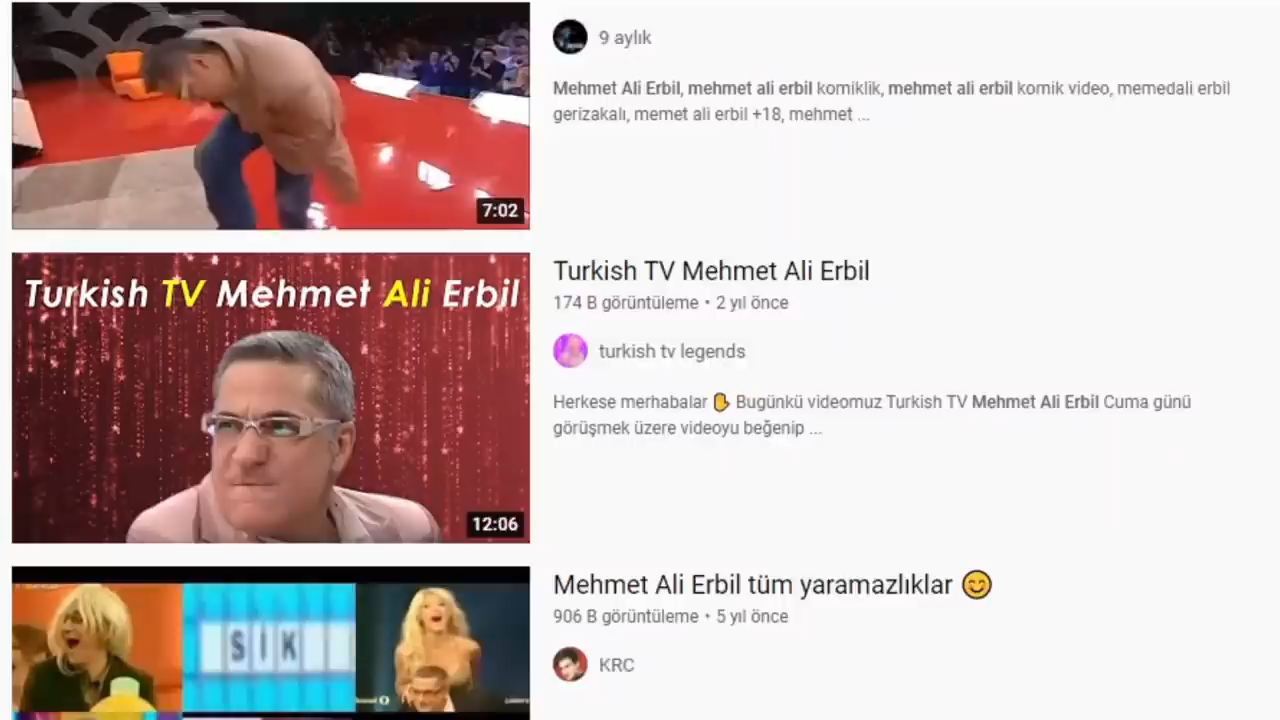 9 aylık
Mehmet Ali Erbil, mehmet ali erbil komiklik, mehmet ali erbil komik video, memedali erbil
gerizakalı, memet ali erbil +18, mehmet ...
7:02
Turkish TV Mehmet Ali Erbil
12:06
Turkish TV Mehmet Ali Erbil
174 B görüntüleme • 2 yıl önce
turkish tv legends
Herkese merhabalar ✋ Bugünkü videomuz Turkish TV Mehmet Ali Erbil Cuma günü
görüşmek üzere videoyu beğenip ...
SIK
Mehmet Ali Erbil tüm yaramazlıklar 😊
906 B görüntüleme • 5 yıl önce
KRC